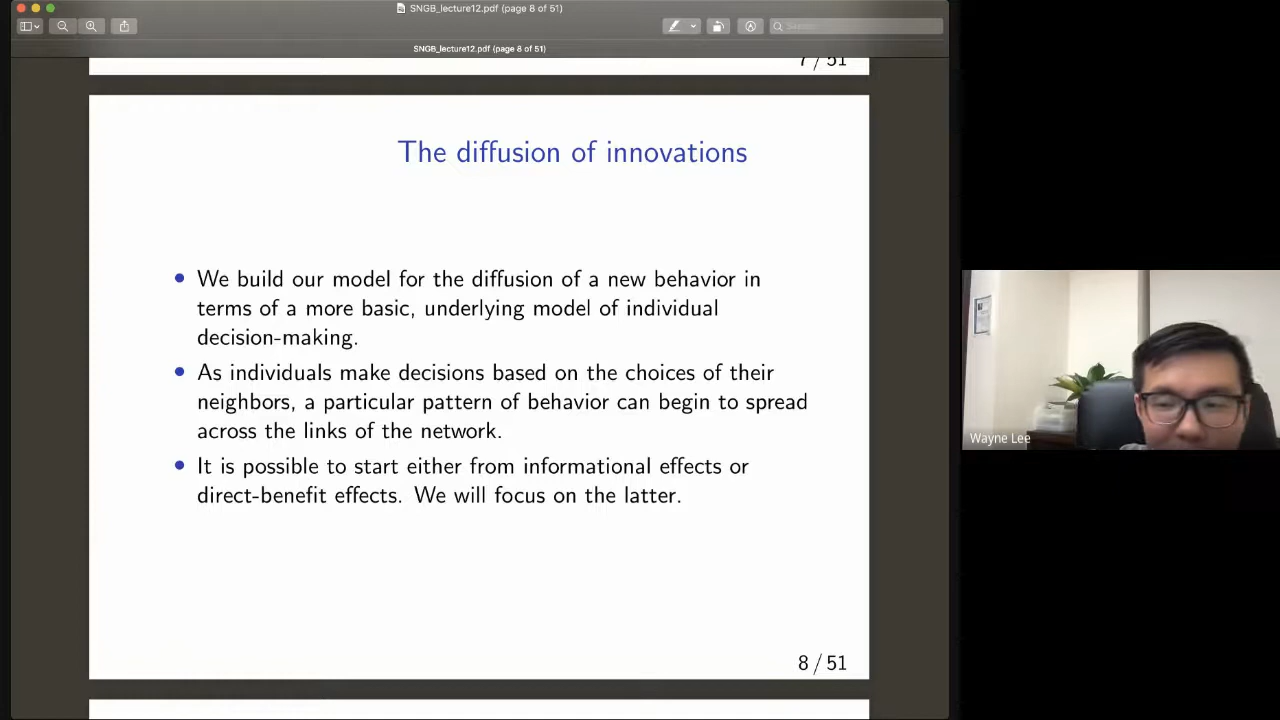 SNGB_lecture12.pdf (page 8 of 51)
Search
SNGB_lecture12.pdf (page 8 of 51)
7 / 51
The diffusion of innovations
• We build our model for the diffusion of a new behavior in
terms of a more basic, underlying model of individual
decision-making.
• As individuals make decisions based on the choices of their
neighbors, a particular pattern of behavior can begin to spread
across the links of the network.
• It is possible to start either from informational effects or
direct-benefit effects. We will focus on the latter.
8 / 51
Wayne Lee